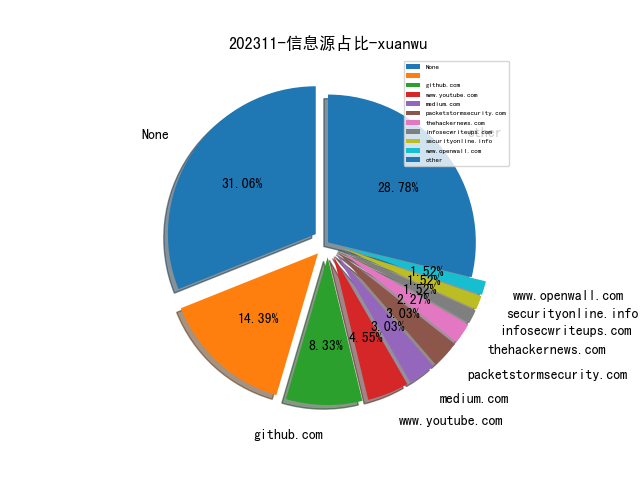 202311-信息源占比-xuanwu
None
github.com
www.youtube.com
medium.com
packetstormsecurity.com
thehackernews.com
infosecwriteups.com
securityonline.info
www.openwall.com
other
other
None
31.06%
28.78%
14.39%
8.33%
4.55%
3.03%
3.03%
2.27%
1.52%
1.52%
1.52%
www.openwall.com
securityonline.info
infosecwriteups.com
thehackernews.com
packetstormsecurity.com
medium.com
www.youtube.com
github.com